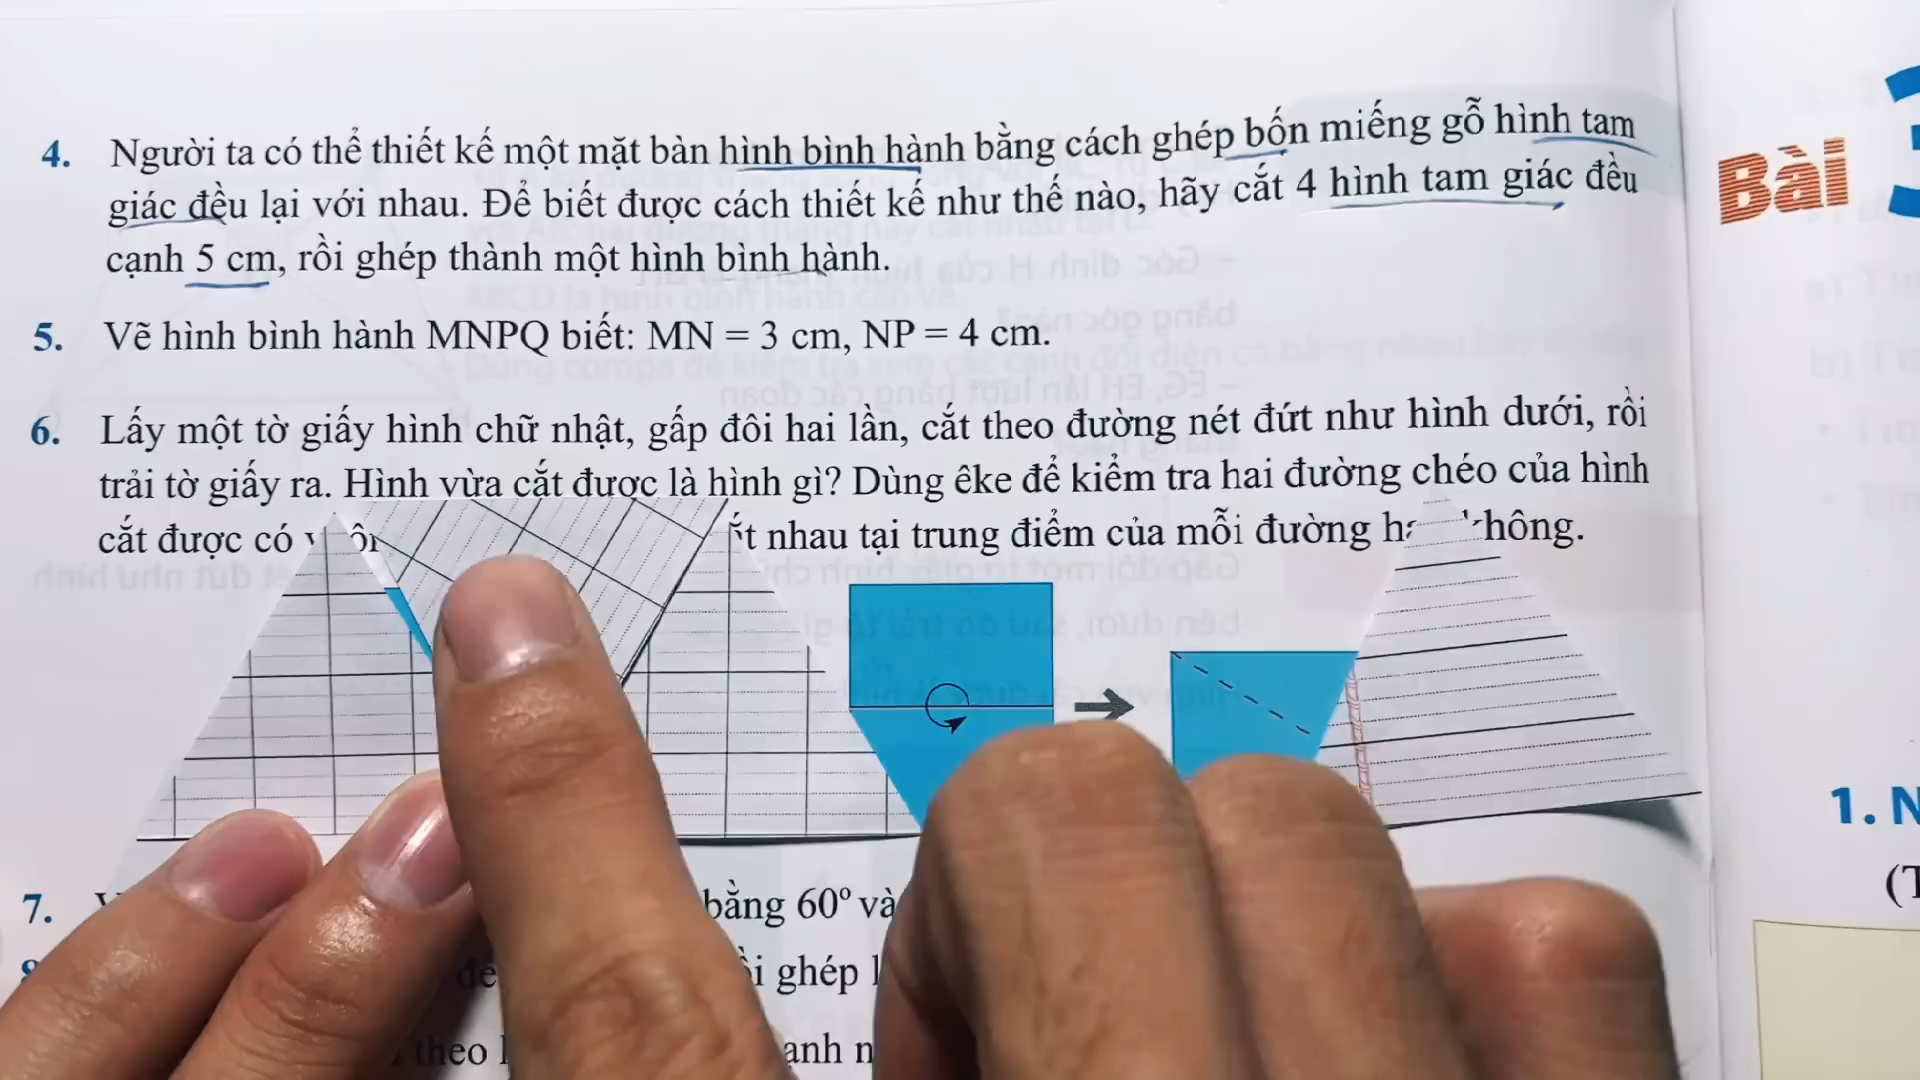 4. Người ta có thể thiết kế một mặt bàn hình bình hành bằng cách ghép bốn miếng gỗ hình tam
giác đều lại với nhau. Để biết được cách thiết kế như thế nào, hãy cắt 4 hình tam giác đều
cạnh 5 cm, rồi ghép thành một hình bình hành.
5. Vẽ hình bình hành MNPQ biết: MN = 3 cm, NP = 4 cm.
6. Lấy một tờ giấy hình chữ nhật, gấp đôi hai lần, cắt theo đường nét đứt như hình dưới, rồi
trải tờ giấy ra. Hình vừa cắt được là hình gì? Dùng êke để kiểm tra hai đường chéo của hình
cắt được có nhau tại trung điểm của mỗi đường không.
7. bằng 60º và
ghép
theo
Bài 3
1.